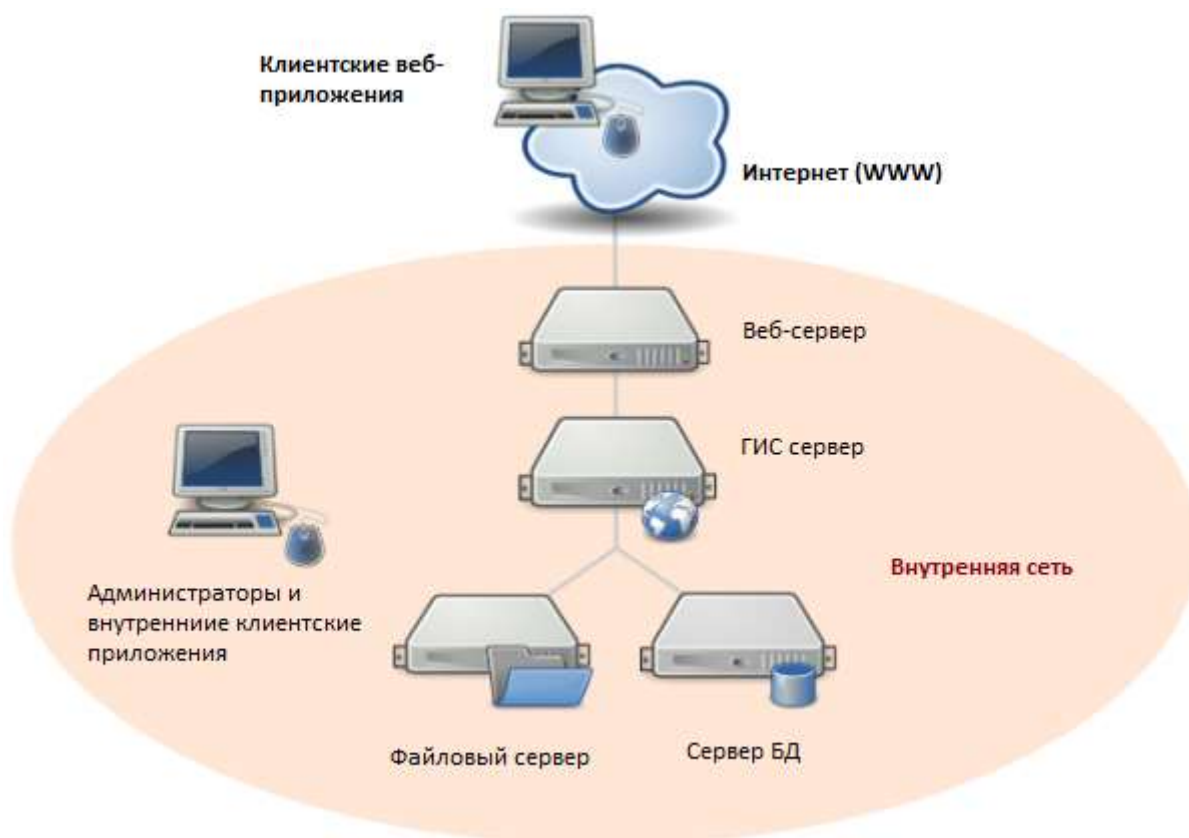 Клиентские веб-
приложения
Интернет (WWW)
Веб-сервер
ГИС сервер
Внутренняя сеть
Администраторы и
внутренниие клиентские
приложения
Файловый сервер
Сервер БД